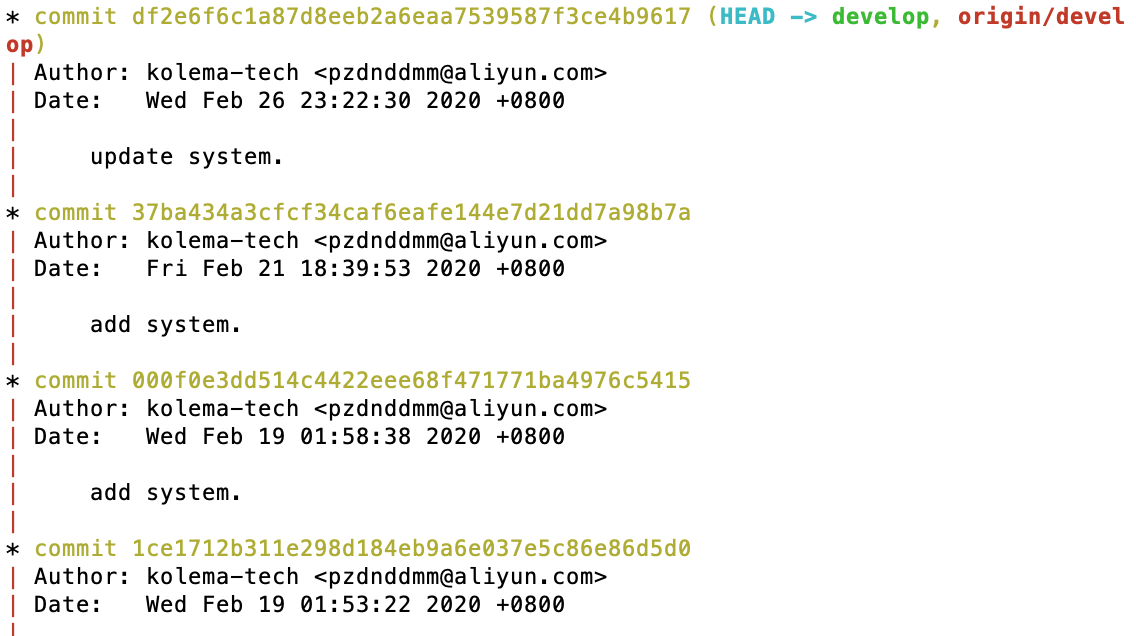 * commit df2e6f6c1a87d8eeb2a6eaa7539587f3ce4b9617 (HEAD -> develop, origin/devel
op)
| Author: kolema-tech <pzdnddmm@aliyun.com>
| Date:   Wed Feb 26 23:22:30 2020 +0800
|
|     update system.
|
* commit 37ba434a3cfcf34caf6eafe144e7d21dd7a98b7a
| Author: kolema-tech <pzdnddmm@aliyun.com>
| Date:   Fri Feb 21 18:39:53 2020 +0800
|
|     add system.
|
* commit 000f0e3dd514c4422eee68f471771ba4976c5415
| Author: kolema-tech <pzdnddmm@aliyun.com>
| Date:   Wed Feb 19 01:58:38 2020 +0800
|
|     add system.
|
* commit 1ce1712b311e298d184eb9a6e037e5c86e86d5d0
| Author: kolema-tech <pzdnddmm@aliyun.com>
| Date:   Wed Feb 19 01:53:22 2020 +0800
|